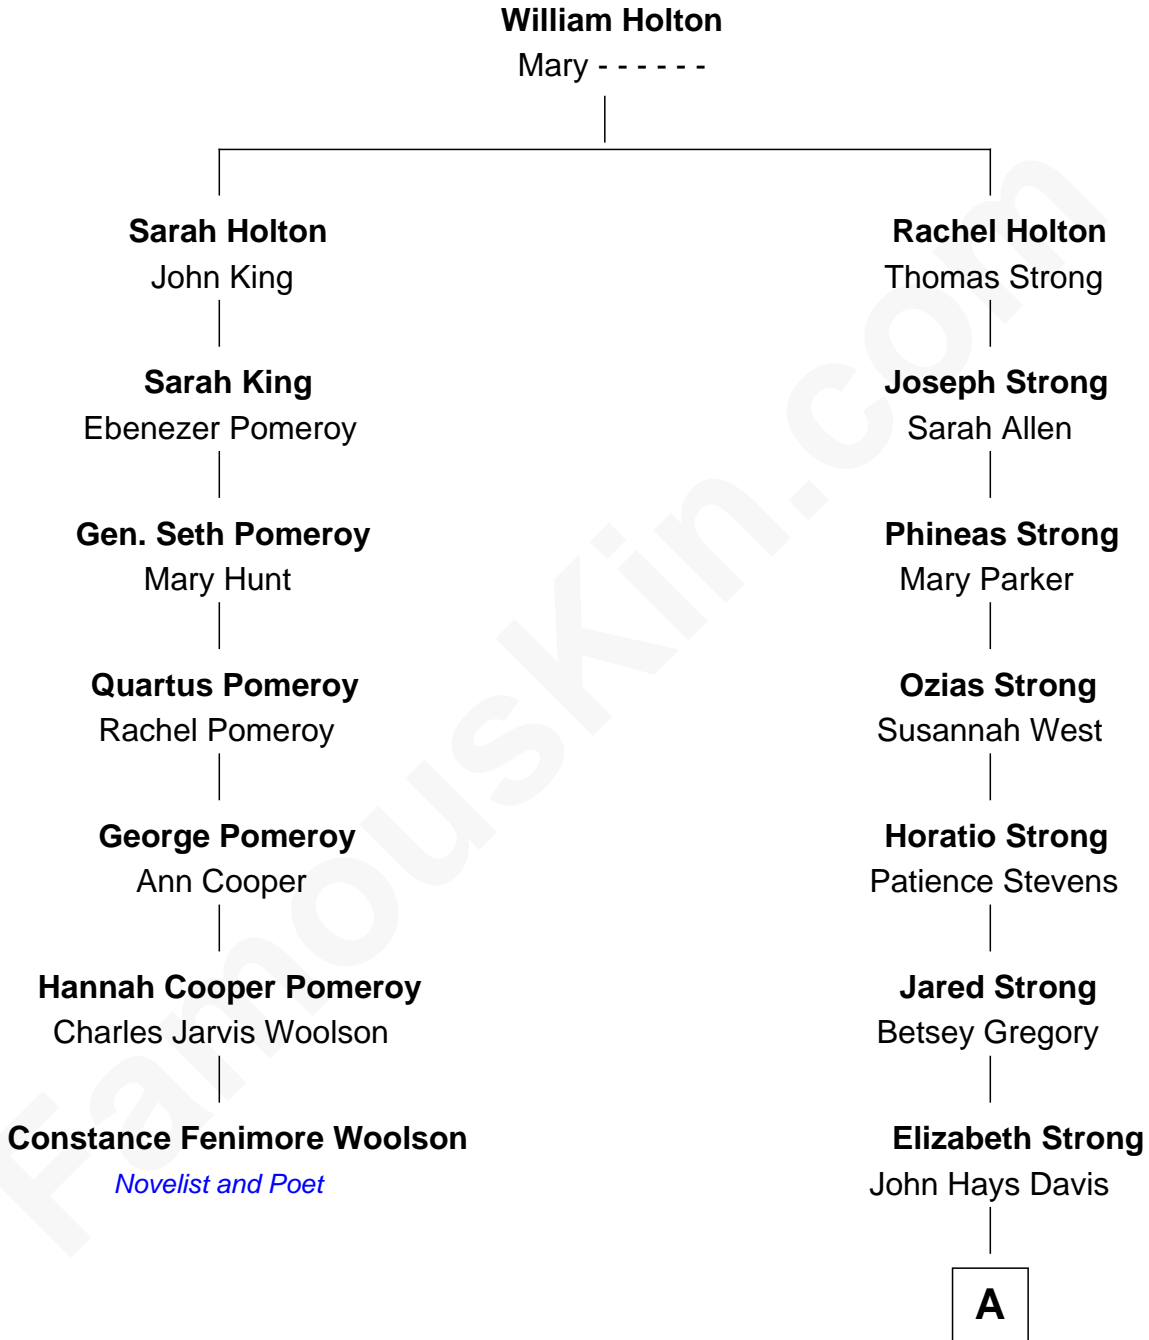 William Holton
Mary - - - - - -
Sarah Holton
John King
Rachel Holton
Thomas Strong
Sarah King
Ebenezer Pomeroy
Joseph Strong
Sarah Allen
Gen. Seth Pomeroy
Mary Hunt
Phineas Strong
Mary Parker
Quartus Pomeroy
Rachel Pomeroy
Ozias Strong
Susannah West
George Pomeroy
Ann Cooper
Horatio Strong
Patience Stevens
Hannah Cooper Pomeroy
Charles Jarvis Woolson
Jared Strong
Betsey Gregory
Constance Fenimore Woolson
Novelist and Poet
Elizabeth Strong
John Hays Davis
A
FamousKin.com